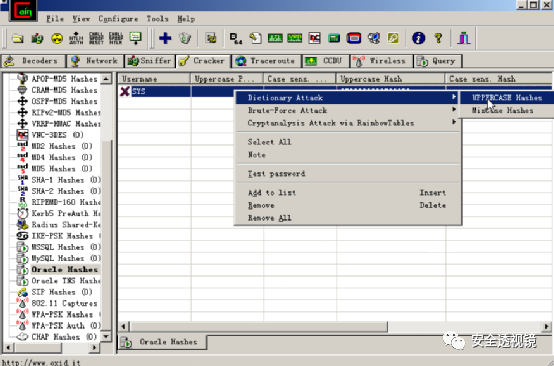 Cain
File View Configure Tools Help
Decoders Network Sniffer Cracker Traceroute CCDU Wireless Query
Username Uppercase P... Case sens. ... Uppercase Hash Case sens. Hash
SYS
APOP-MD5 Hashes
CRAM-MD5 Hashes
OSPF-MD5 Hashes
RIPv2-MD5 Hashes
VRRP-HMAC Hashes
VNC-3DES (0)
MD2 Hashes (0)
MD4 Hashes (0)
MD5 Hashes (0)
SHA-1 Hashes (0)
SHA-2 Hashes (0)
RIPEMD-160 Hashes
Kerb5 PreAuth Ha
Radius Shared-Ke
IKE-PSK Hashes (
MSSQL Hashes (0)
MySQL Hashes (0)
Oracle Hashes
Oracle TNS Hashe
SIP Hashes (0)
802.11 Captures
WPA-PSK Hashes (
WPA-PSK Auth (0)
CHAP Hashes (0)
Dictionary Attack
Brute-Force Attack
Cryptanalysis Attack via RainbowTables
Select All
Note
Test password
Add to list Insert
Remove Delete
Remove All
UPPERCASE Hashes
MixCase Hashes
Oracle Hashes
http://www.oxid.it
安全透视镜